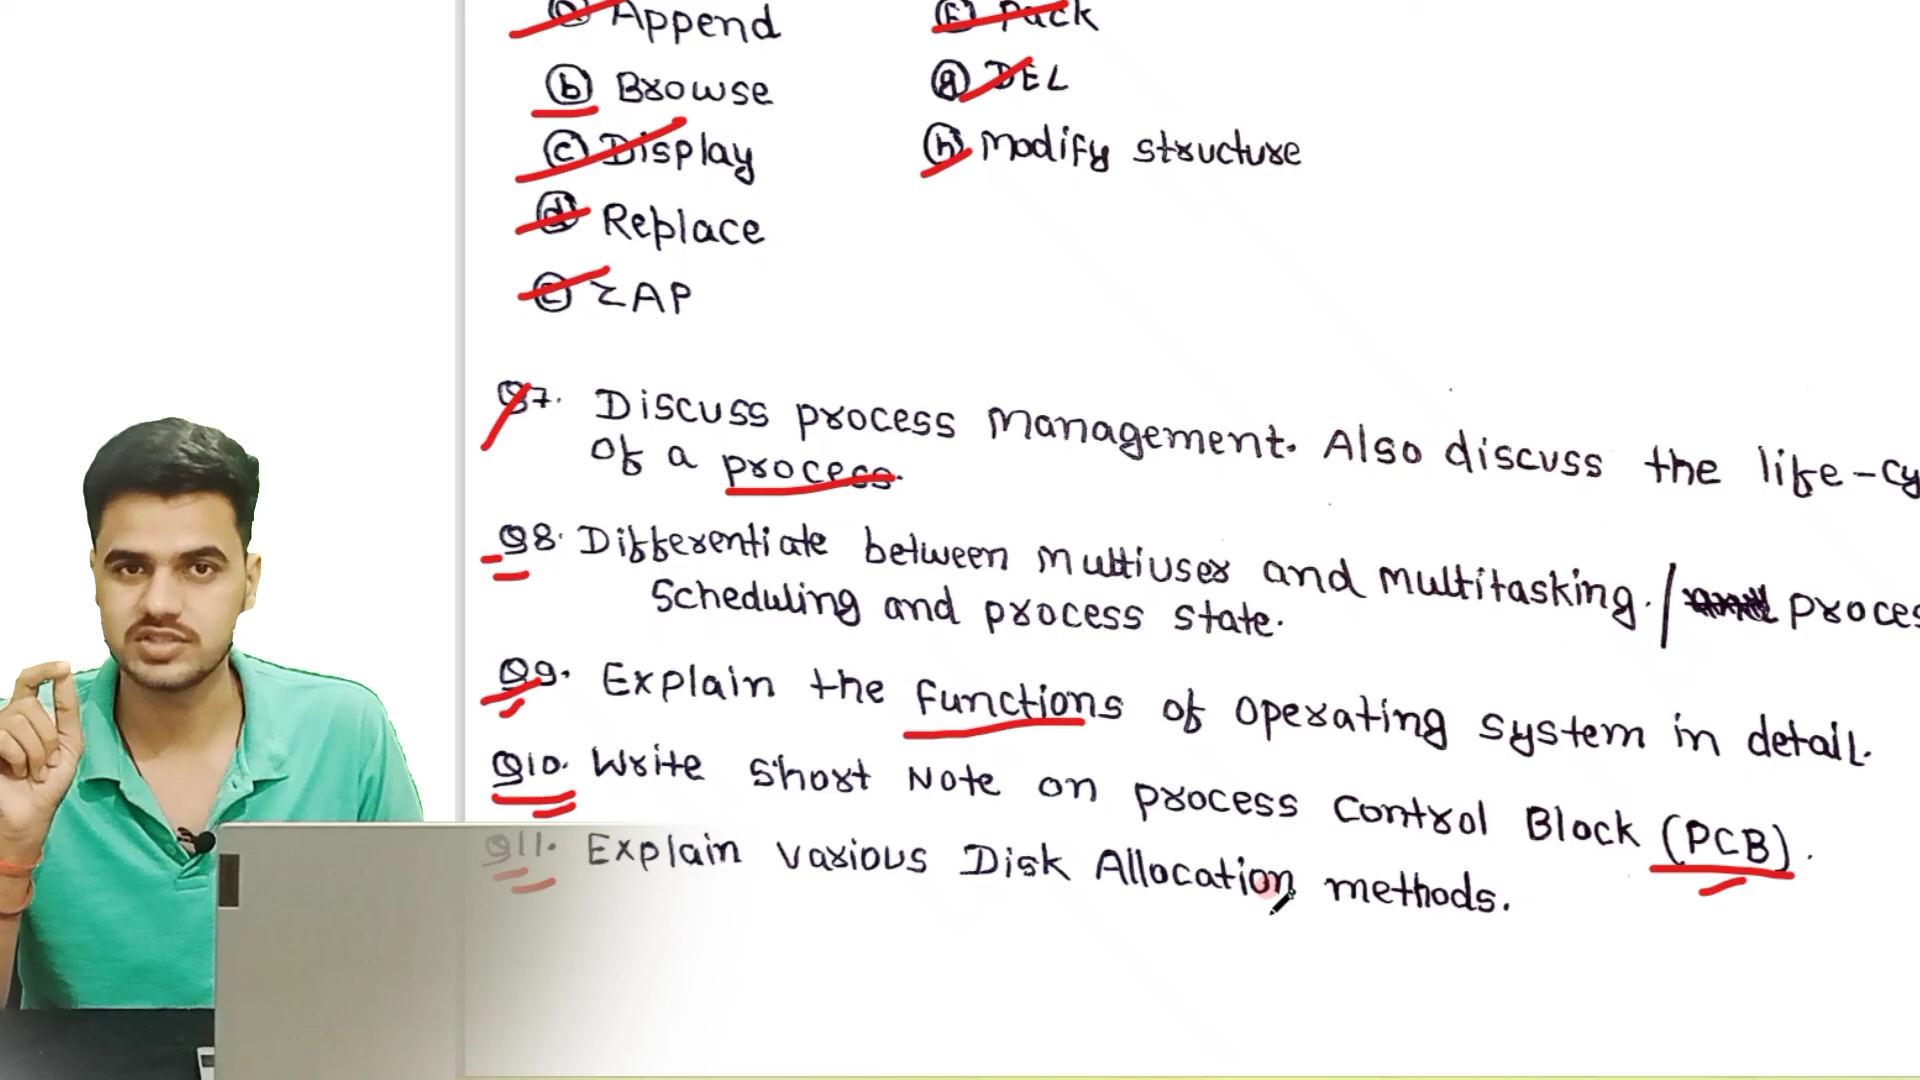 ⓐ Append
ⓕ Pack
ⓑ Browse
ⓖ DEL
ⓒ Display
ⓗ Modify structure
ⓓ Replace
ⓔ ZAP
Q7. Discuss process Management. Also discuss the life-cy
of a process.
Q8. Differentiate between Multiuser and Multitasking. / proces
Scheduling and process state.
Q9. Explain the functions of operating system in detail.
Q10. Write Short Note on process Control Block (PCB).
Q11. Explain various Disk Allocation methods.